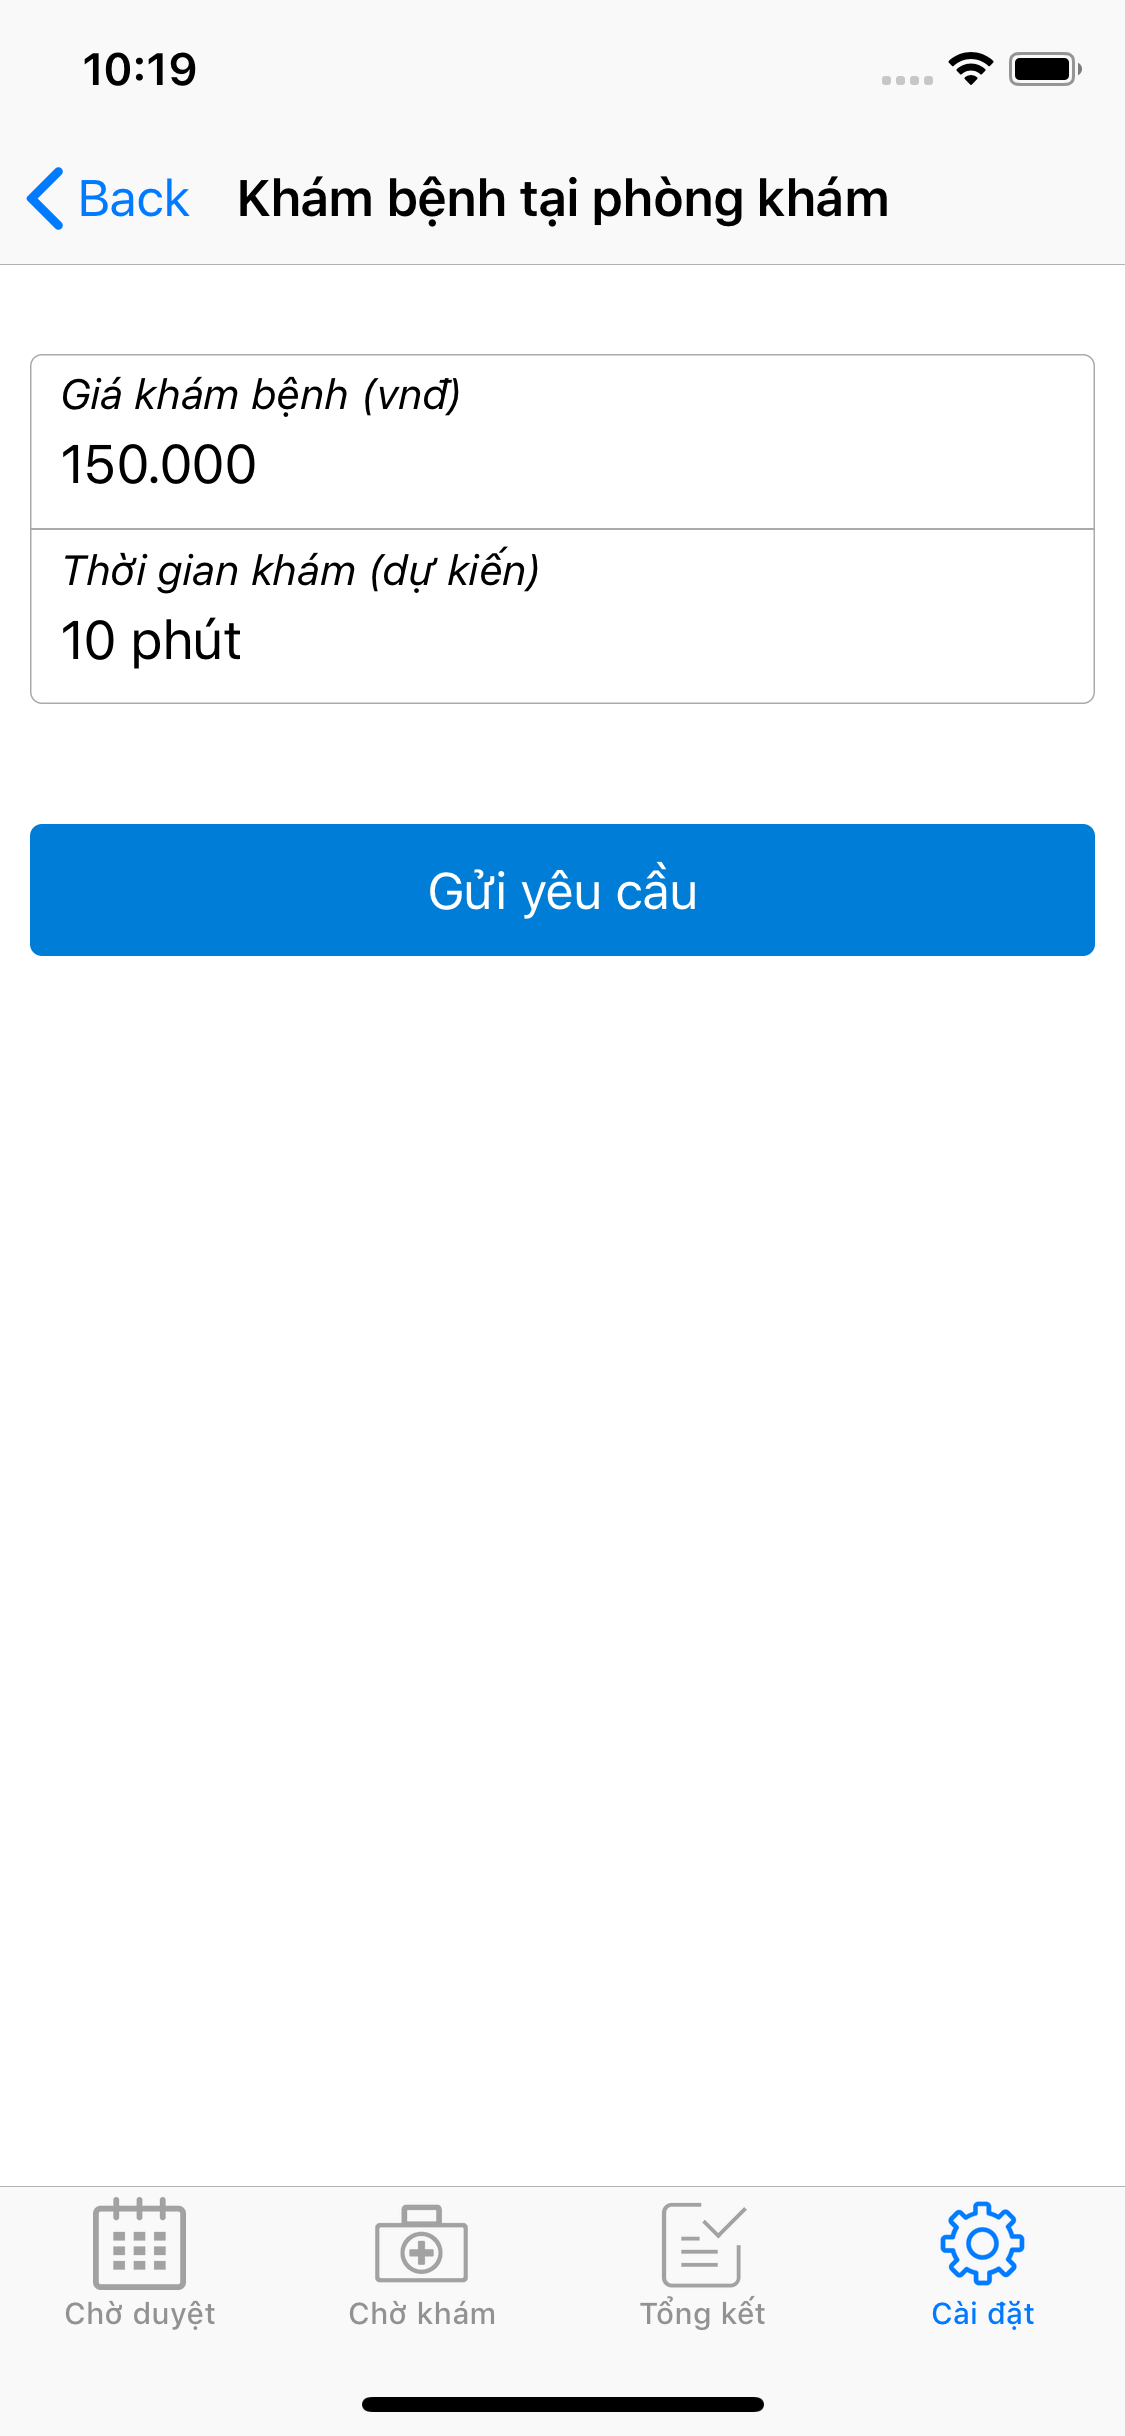 10:19
Back
Khám bệnh tại phòng khám
Giá khám bệnh (vnđ)
150.000
Thời gian khám (dự kiến)
10 phút
Gửi yêu cầu
Chờ duyệt
Chờ khám
Tổng kết
Cài đặt